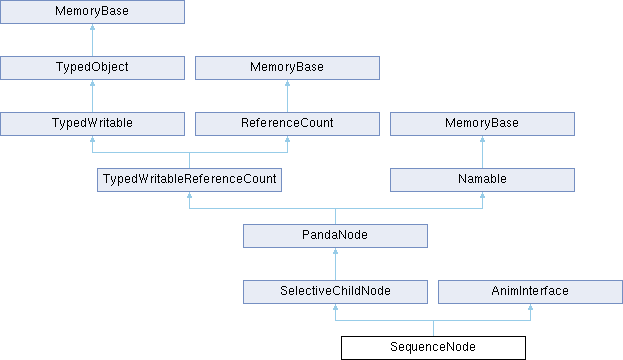 MemoryBase
TypedObject
MemoryBase
TypedWritable
ReferenceCount
MemoryBase
TypedWritableReferenceCount
Namable
PandaNode
SelectiveChildNode
AnimInterface
SequenceNode